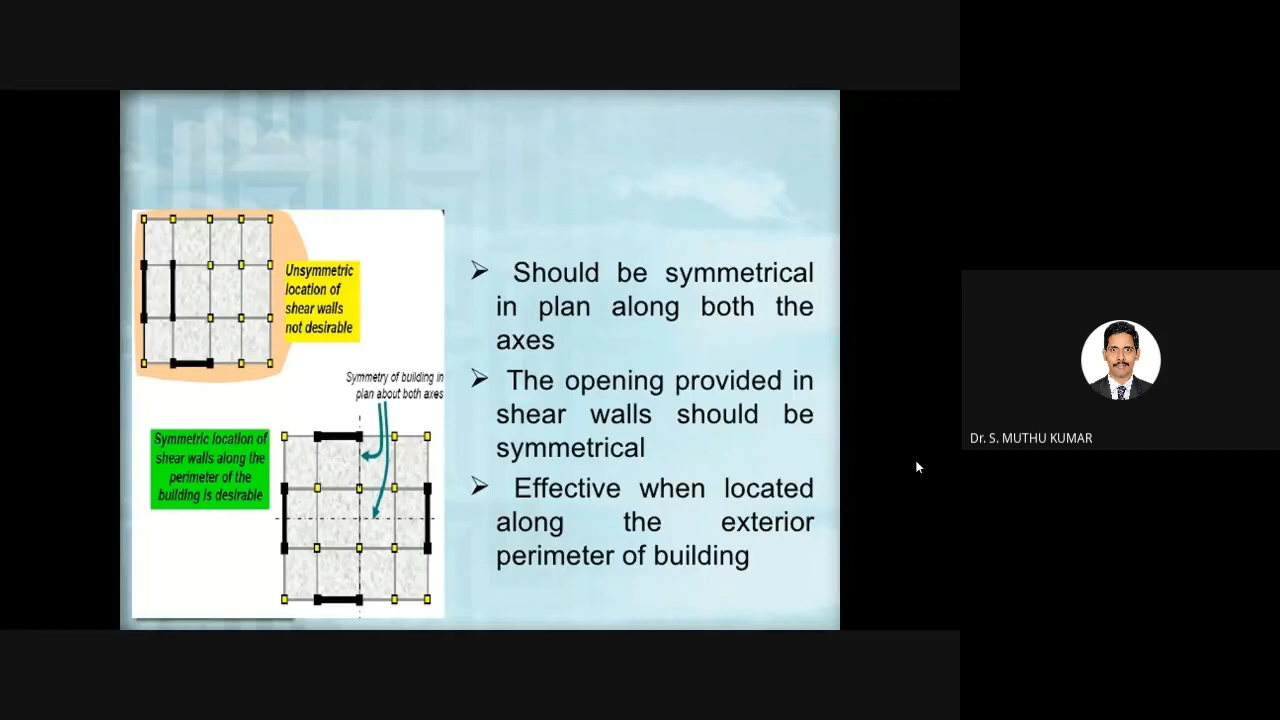 Unsymmetric
location of
shear walls
not desirable
Symmetry of building in
plan about both axes
Symmetric location of
shear walls along the
perimeter of the
building is desirable
➢ Should be symmetrical
in plan along both the
axes
➢ The opening provided in
shear walls should be
symmetrical
➢ Effective when located
along the exterior
perimeter of building
Dr. S. MUTHU KUMAR